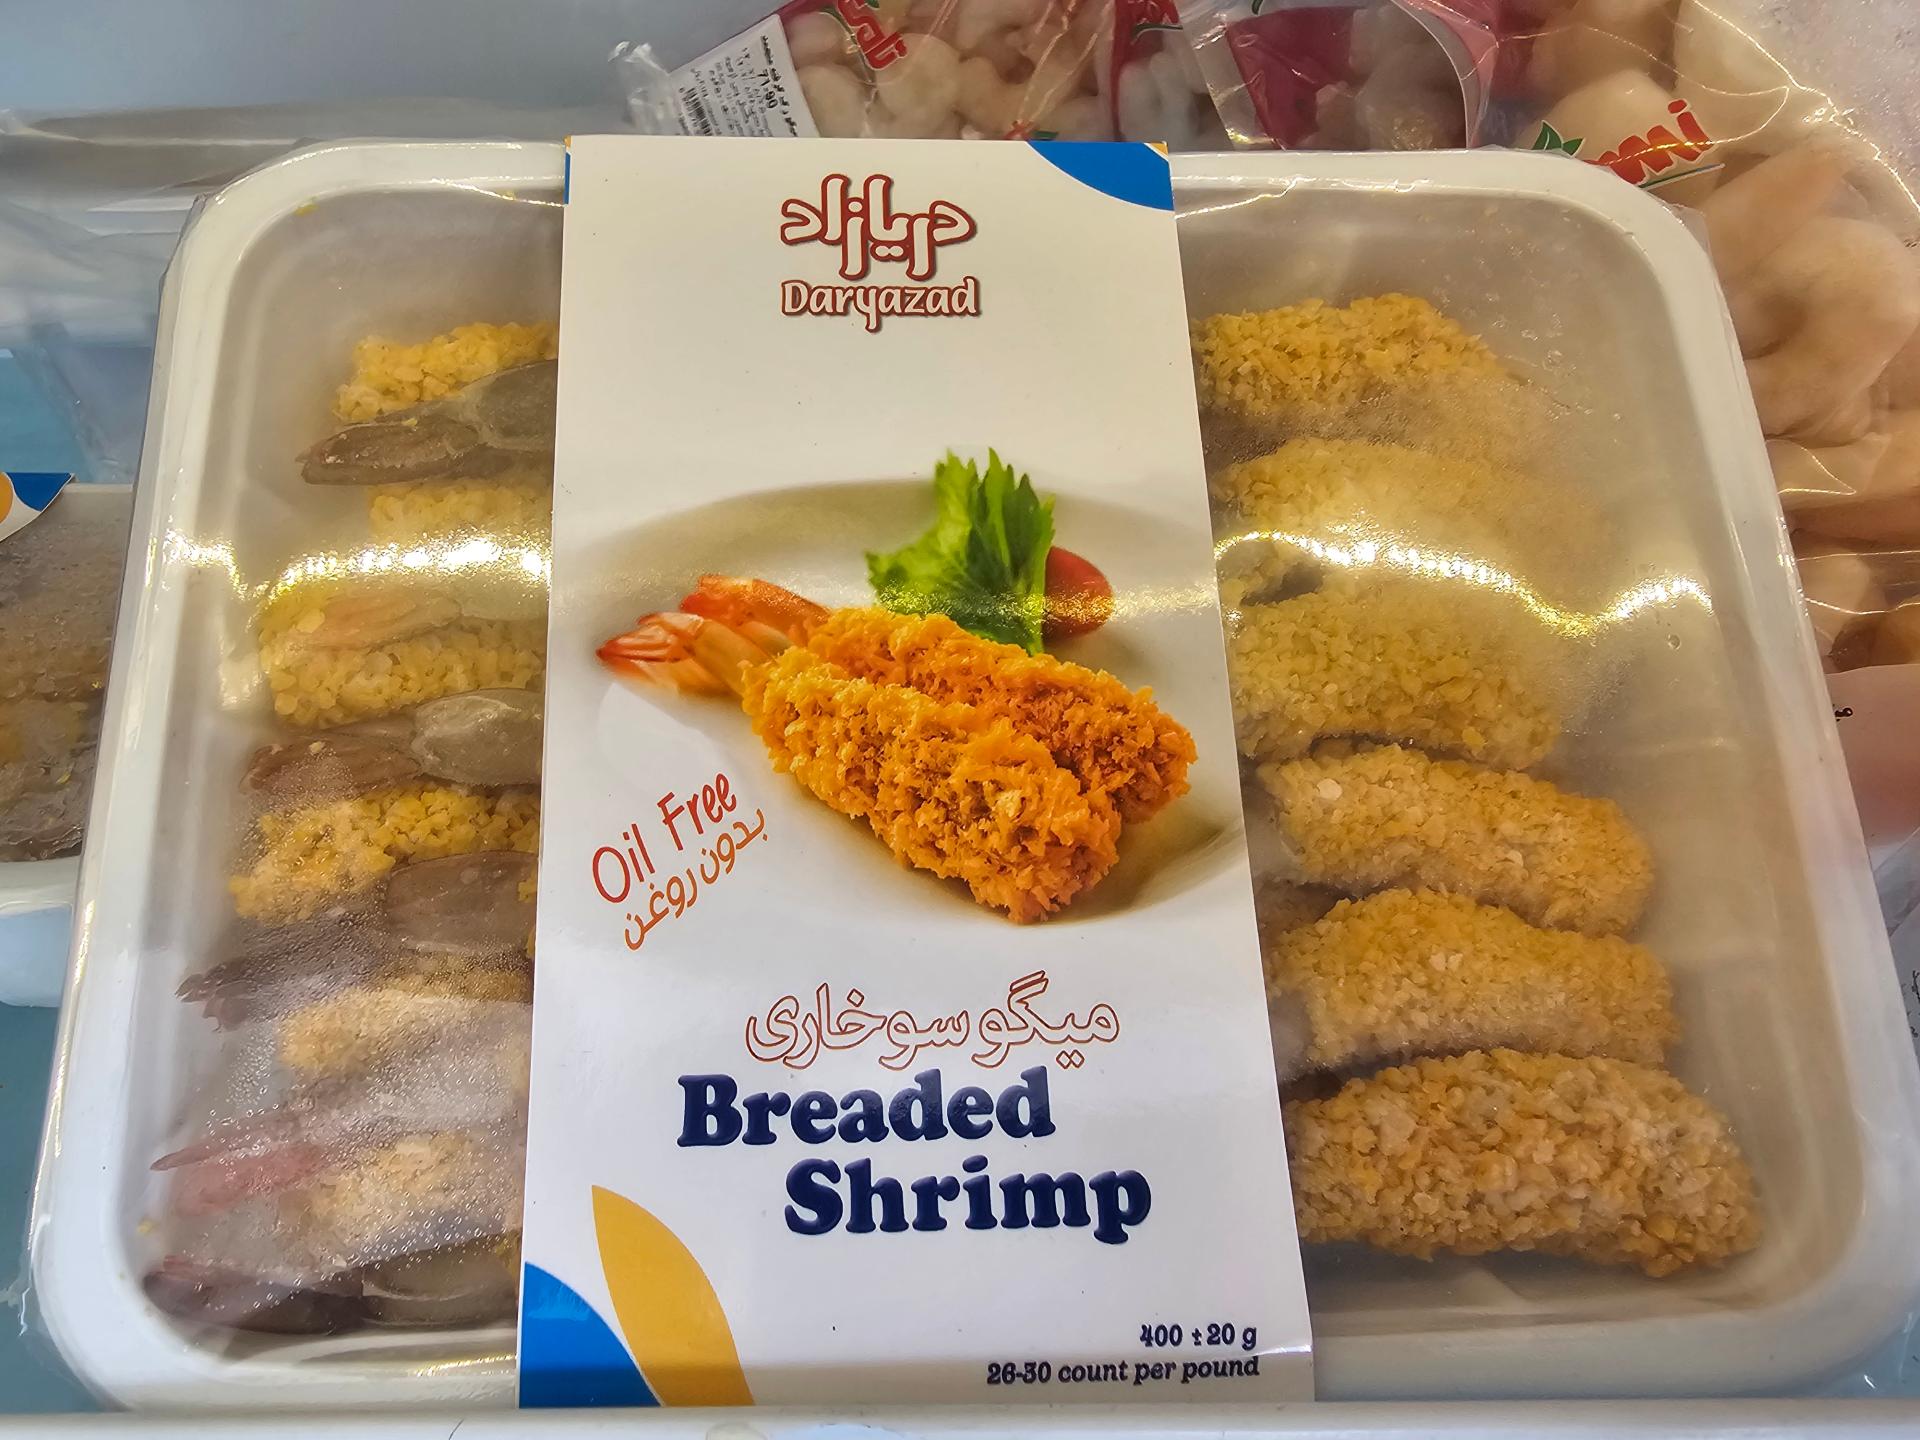 دریازاد
Daryazad
Oil Free
بدون روغن
میگو سوخاری
Breaded
Shrimp
400 ±20 g
26-30 count per pound